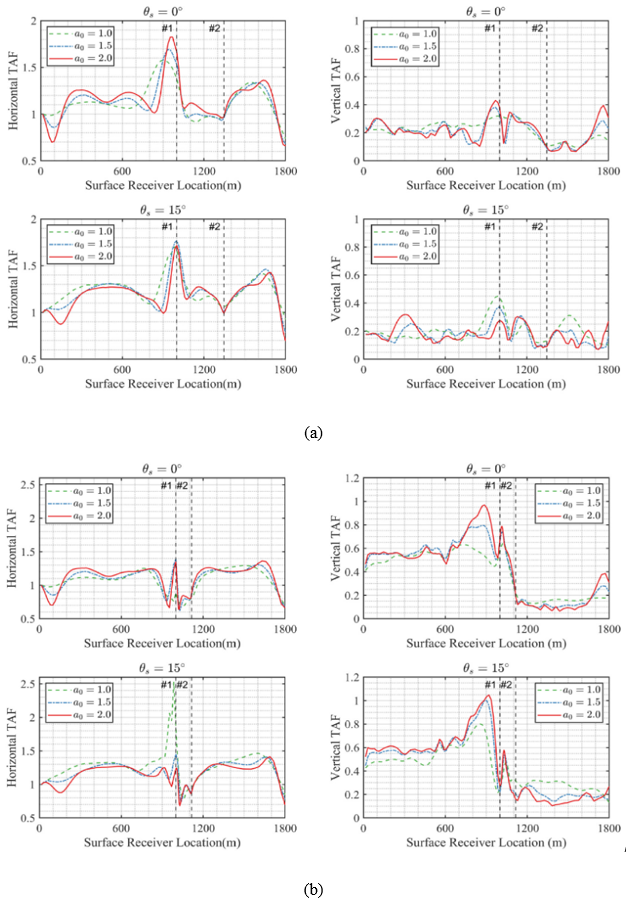 θs = 0°
#1 #2
a0 = 1.0
a0 = 1.5
a0 = 2.0
Horizontal TAF
2
1.5
1
0.5
0 600 1200 1800
Surface Receiver Location(m)
θs = 0°
#1 #2
a0 = 1.0
a0 = 1.5
a0 = 2.0
Vertical TAF
1
0.8
0.6
0.4
0.2
0
0 600 1200 1800
Surface Receiver Location(m)
θs = 15°
#1 #2
a0 = 1.0
a0 = 1.5
a0 = 2.0
Horizontal TAF
2
1.5
1
0.5
0 600 1200 1800
Surface Receiver Location (m)
θs = 15°
#1 #2
a0 = 1.0
a0 = 1.5
a0 = 2.0
Vertical TAF
1
0.8
0.6
0.4
0.2
0
0 600 1200 1800
Surface Receiver Location (m)
(a)
θs = 0°
#1 #2
a0 = 1.0
a0 = 1.5
a0 = 2.0
Horizontal TAF
2.5
2
1.5
1
0.5
0 600 1200 1800
Surface Receiver Location(m)
θs = 0°
#1 #2
a0 = 1.0
a0 = 1.5
a0 = 2.0
Vertical TAF
1.2
1
0.8
0.6
0.4
0.2
0
0 600 1200 1800
Surface Receiver Location(m)
θs = 15°
#1 #2
a0 = 1.0
a0 = 1.5
a0 = 2.0
Horizontal TAF
2.5
2
1.5
1
0.5
0 600 1200 1800
Surface Receiver Location(m)
θs = 15°
#1 #2
a0 = 1.0
a0 = 1.5
a0 = 2.0
Vertical TAF
1.2
1
0.8
0.6
0.4
0.2
0
0 600 1200 1800
Surface Receiver Location(m)
(b)